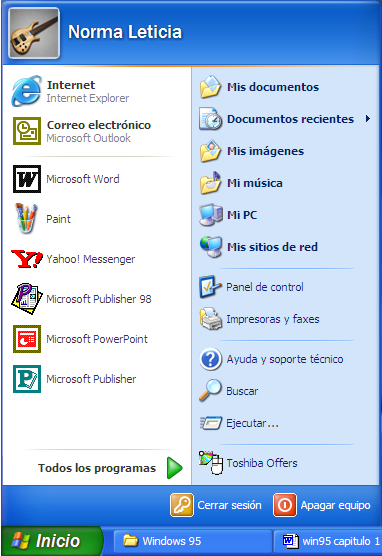 Norma Leticia
Internet
Internet Explorer
Correo electrónico
Microsoft Outlook
Microsoft Word
Paint
Yahoo! Messenger
Microsoft Publisher 98
Microsoft PowerPoint
Microsoft Publisher
Todos los programas
Mis documentos
Documentos recientes
Mis imágenes
Mi música
Mi PC
Mis sitios de red
Panel de control
Impresoras y faxes
Ayuda y soporte técnico
Buscar
Ejecutar...
Toshiba Offers
Cerrar sesión
Apagar equipo
Inicio
Windows 95
win95 capitulo 1